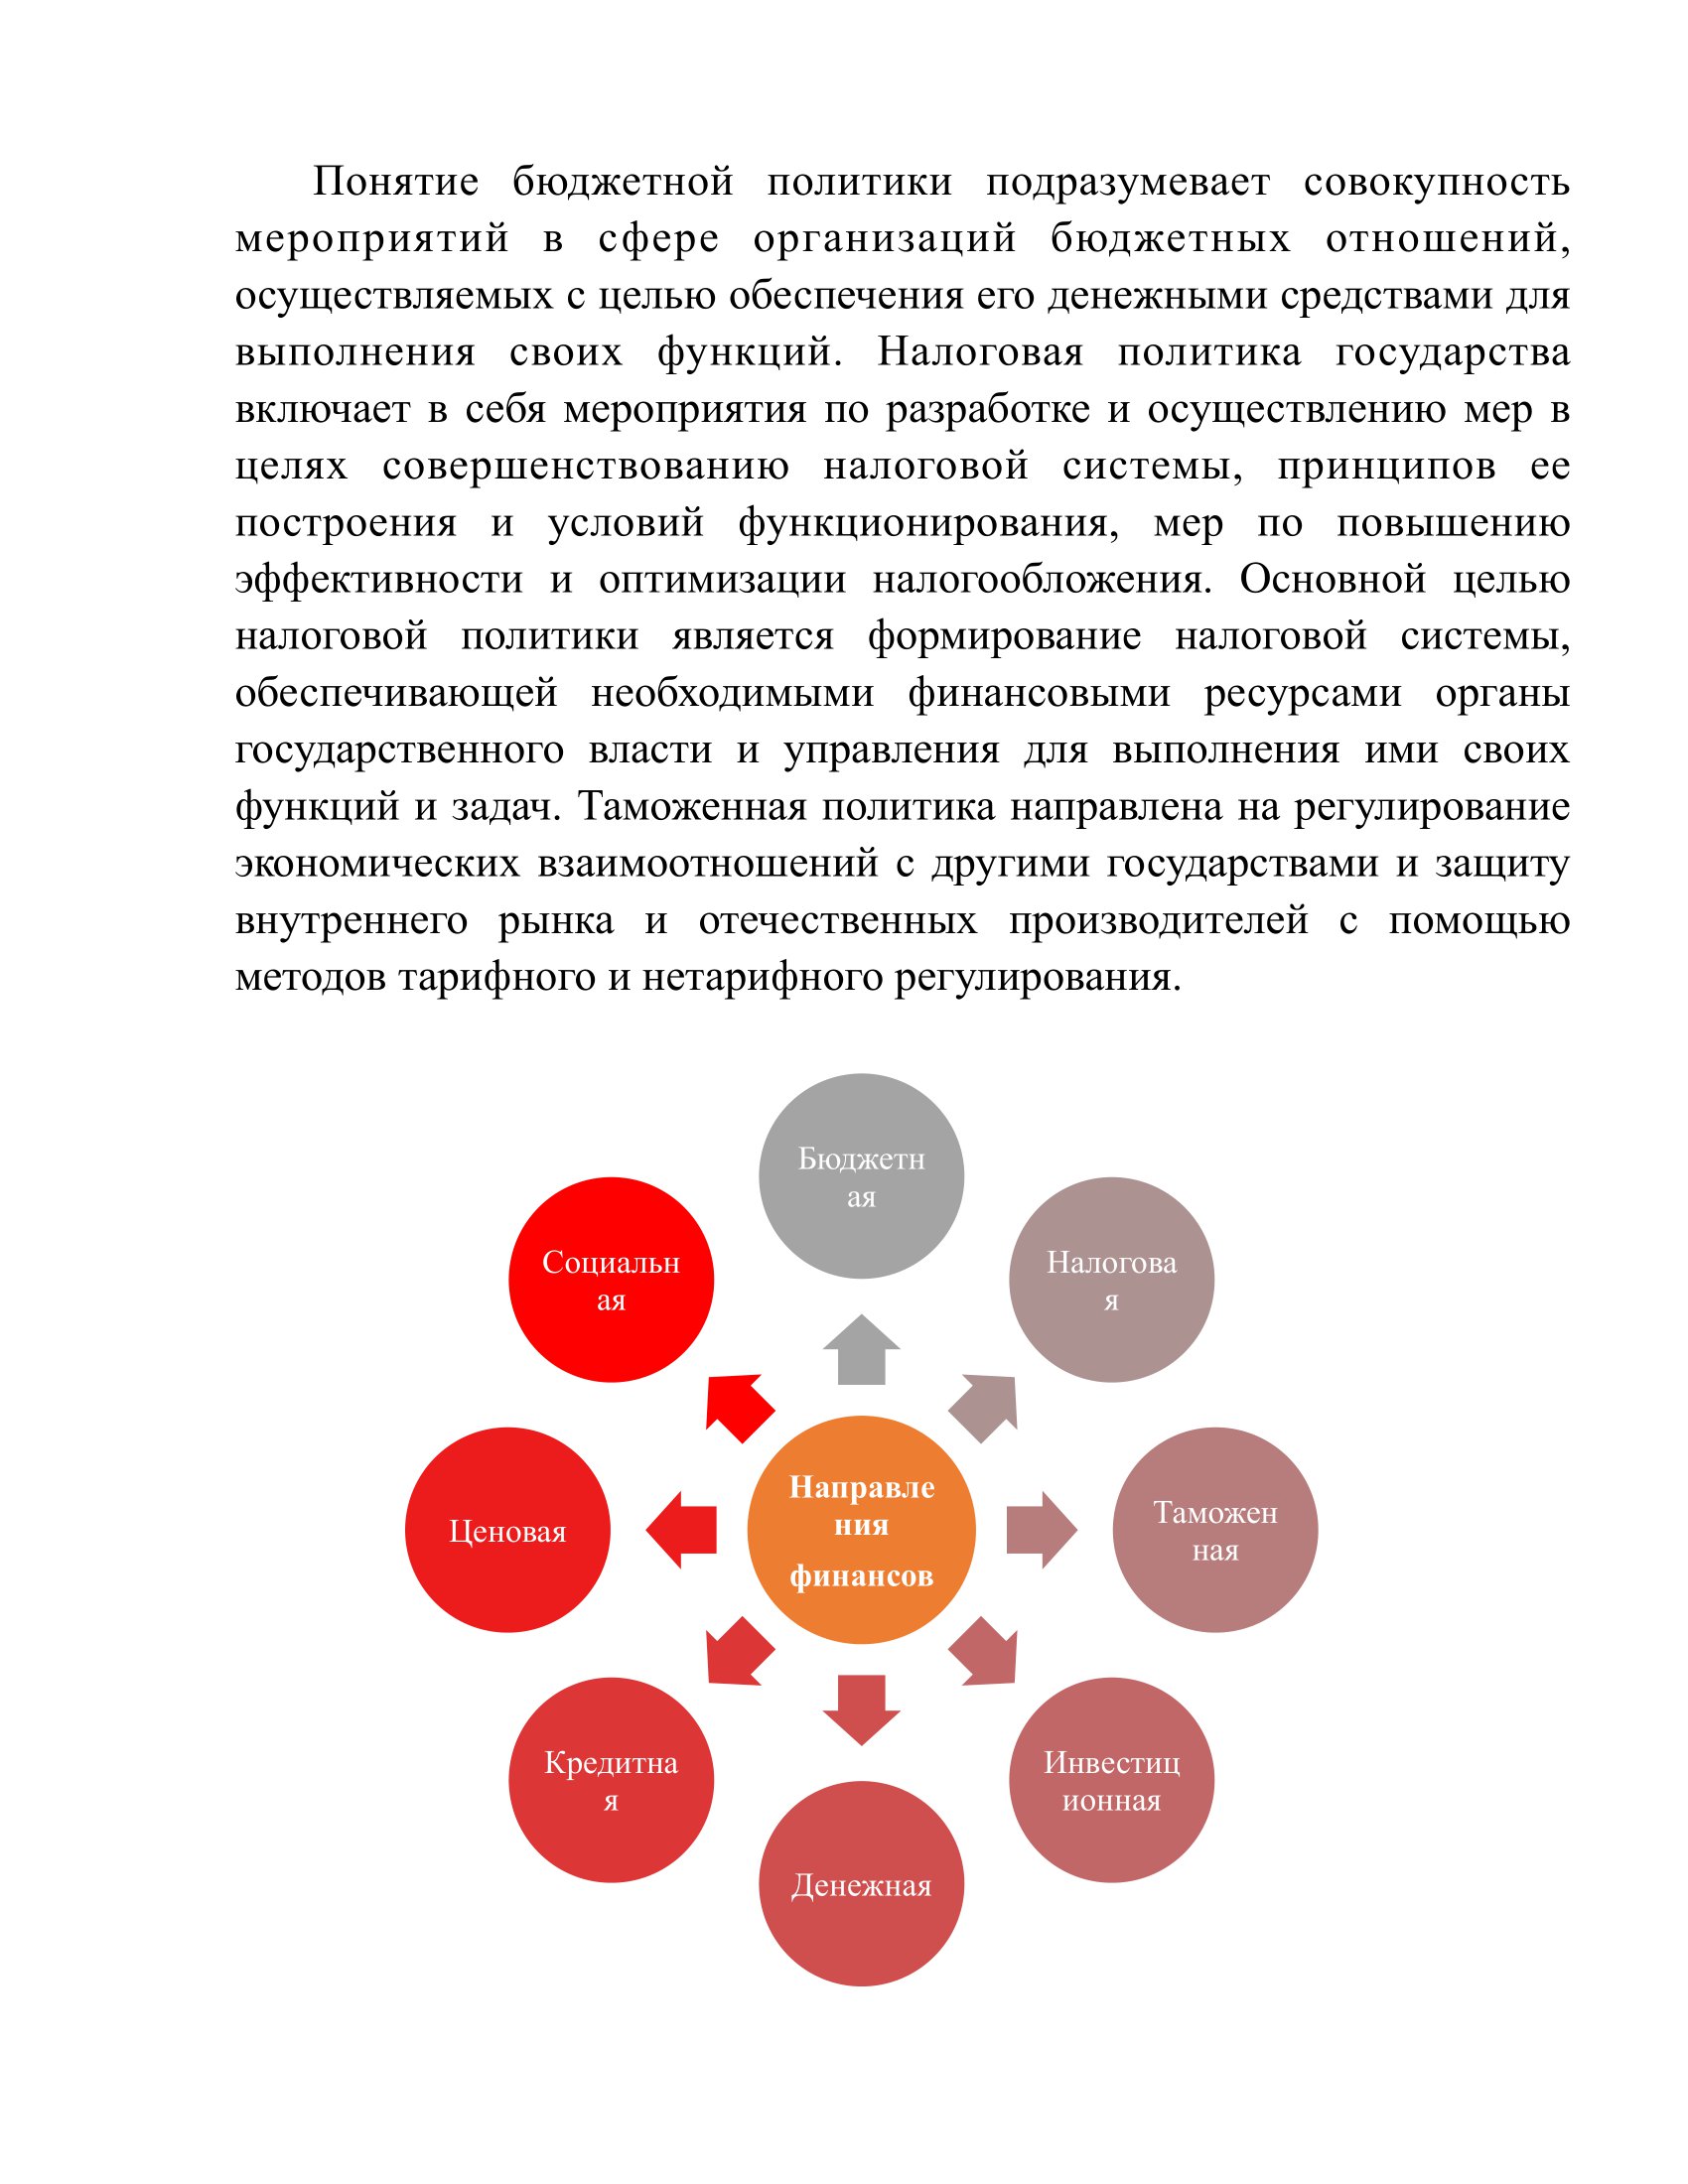 Понятие бюджетной политики подразумевает совокупность
мероприятий в сфере организаций бюджетных отношений,
осуществляемых с целью обеспечения его денежными средствами для
выполнения своих функций. Налоговая политика государства
включает в себя мероприятия по разработке и осуществлению мер в
целях совершенствованию налоговой системы, принципов ее
построения и условий функционирования, мер по повышению
эффективности и оптимизации налогообложения. Основной целью
налоговой политики является формирование налоговой системы,
обеспечивающей необходимыми финансовыми ресурсами органы
государственного власти и управления для выполнения ими своих
функций и задач. Таможенная политика направлена на регулирование
экономических взаимоотношений с другими государствами и защиту
внутреннего рынка и отечественных производителей с помощью
методов тарифного и нетарифного регулирования.
Бюджетн
ая
Социальн
ая
Налогова
я
Направле
ния
финансов
Ценовая
Таможен
ная
Кредитна
я
Инвестиц
ионная
Денежная